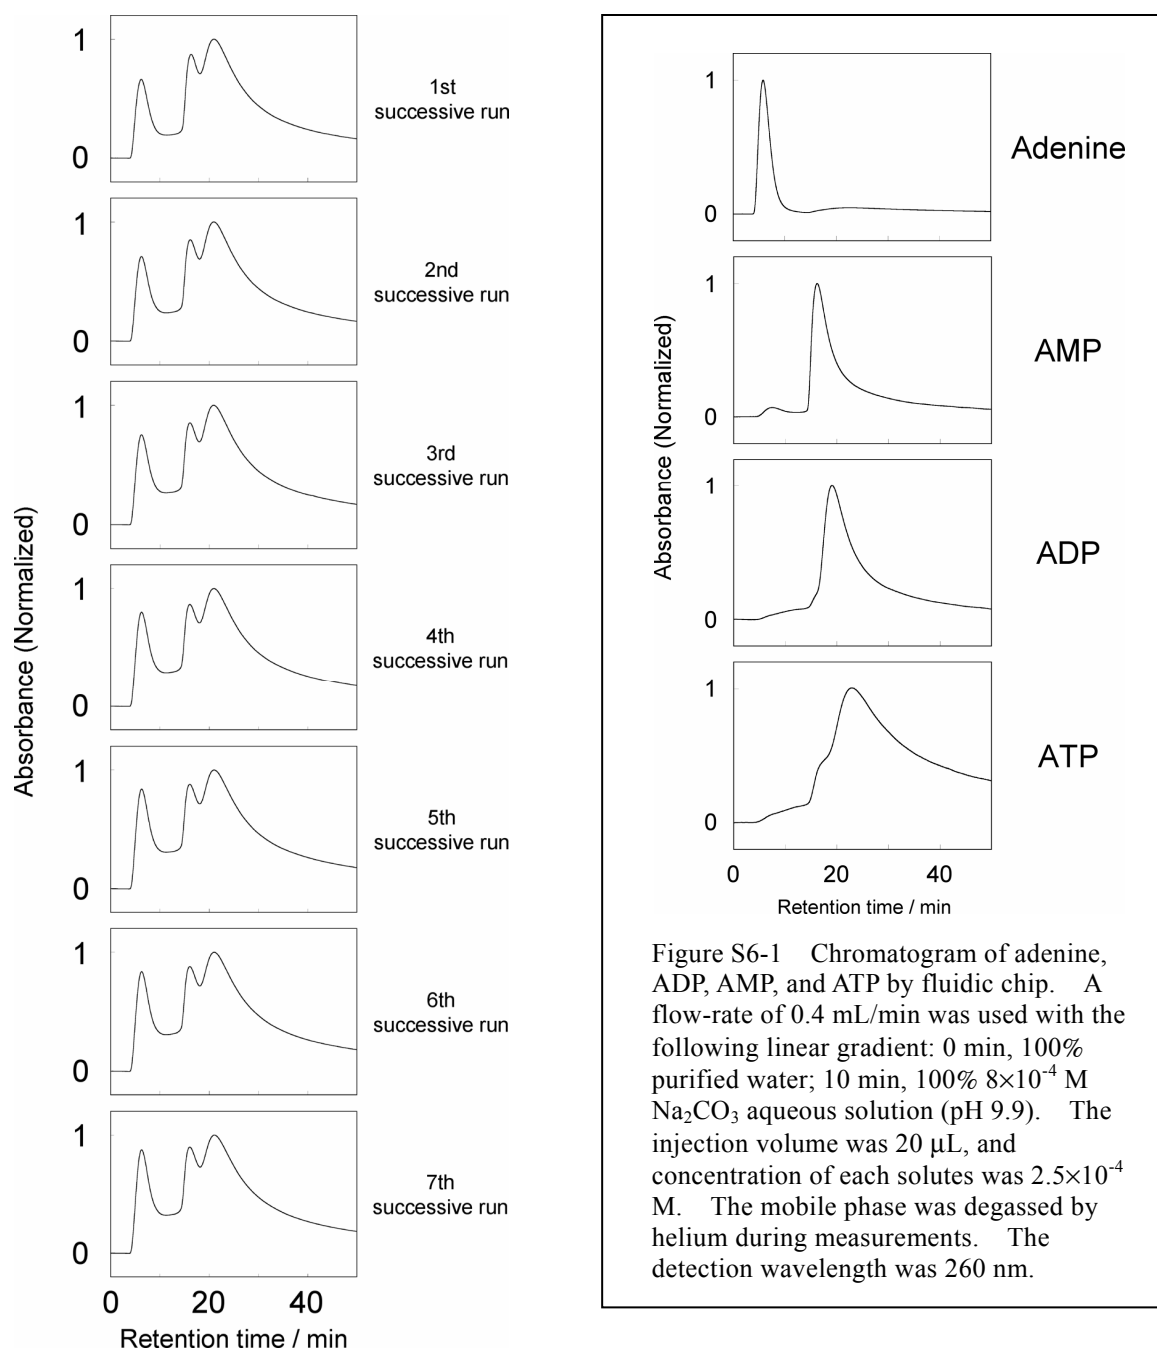 Absorbance (Normalized)
1
0
1st
successive run
1
0
2nd
successive run
1
0
3rd
successive run
1
0
4th
successive run
1
0
5th
successive run
1
0
6th
successive run
1
0
7th
successive run
0 20 40
Retention time / min
Absorbance (Normalized)
1
0
Adenine
1
0
AMP
1
0
ADP
1
0
ATP
0 20 40
Retention time / min
Figure S6-1 Chromatogram of adenine,
ADP, AMP, and ATP by fluidic chip. A
flow-rate of 0.4 mL/min was used with the
following linear gradient: 0 min, 100%
purified water; 10 min, 100% 8×10⁻⁴ M
Na₂CO₃ aqueous solution (pH 9.9). The
injection volume was 20 μL, and
concentration of each solutes was 2.5×10⁻⁴
M. The mobile phase was degassed by
helium during measurements. The
detection wavelength was 260 nm.